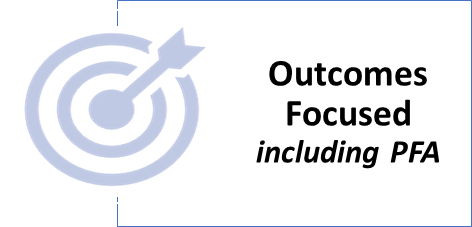 Outcomes
Focused
including PFA